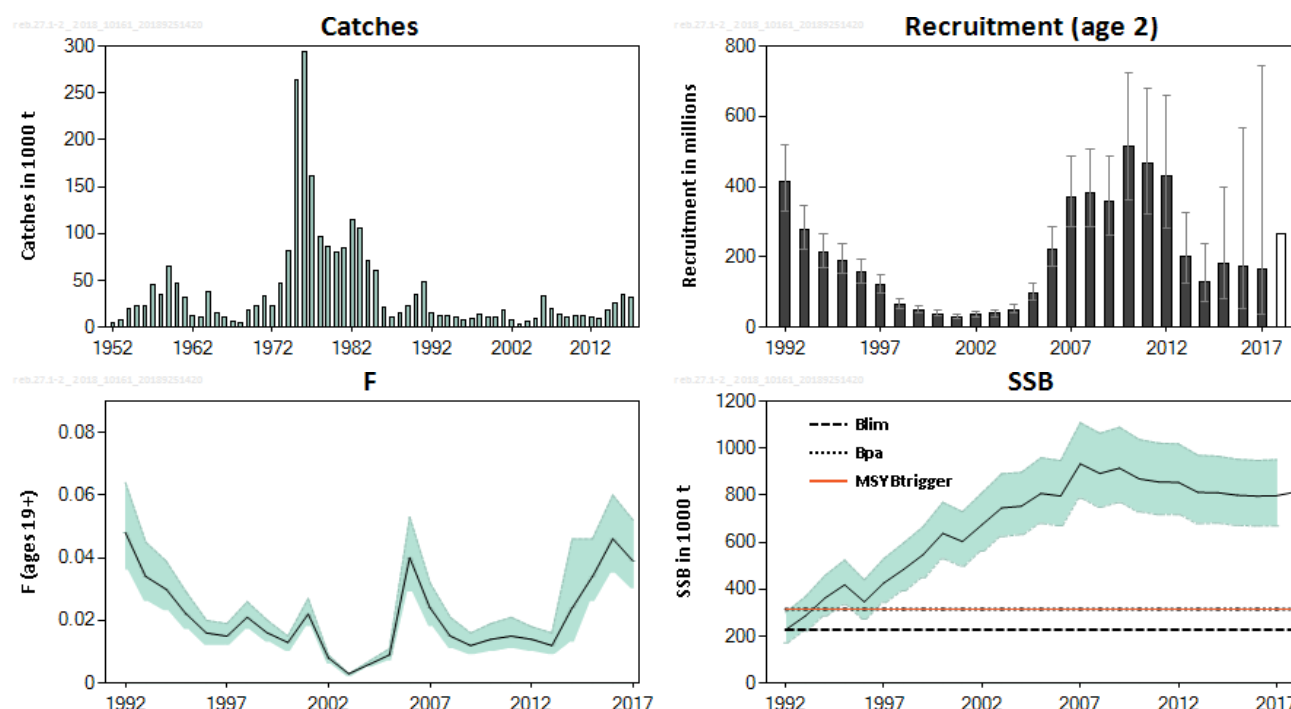 reb.27.1-2_2018_10161_20189251420
Catches
Catches in 1000 t
300
250
200
150
100
50
0
1952 1962 1972 1982 1992 2002 2012
reb.27.1-2_2018_10161_20189251420
Recruitment (age 2)
Recruitment in millions
800
600
400
200
0
1992 1997 2002 2007 2012 2017
reb.27.1-2_2018_10161_20189251420
F
F (ages 19+)
0.08
0.06
0.04
0.02
0
1992 1997 2002 2007 2012 2017
reb.27.1-2_2018_10161_20189251420
SSB
SSB in 1000 t
1200
1000
800
600
400
200
0
Blim
Bpa
MSYBtrigger
1992 1997 2002 2007 2012 2017